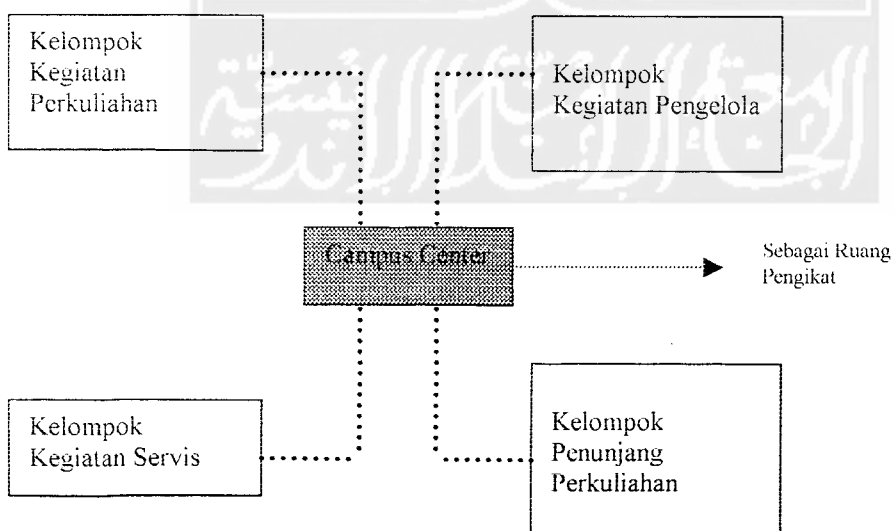 Kelompok
Kegiatan
Perkuliahan
Kelompok
Kegiatan Pengelola
Campus Center
Sebagai Ruang
Pengikat
Kelompok
Kegiatan Servis
Kelompok
Penunjang
Perkuliahan